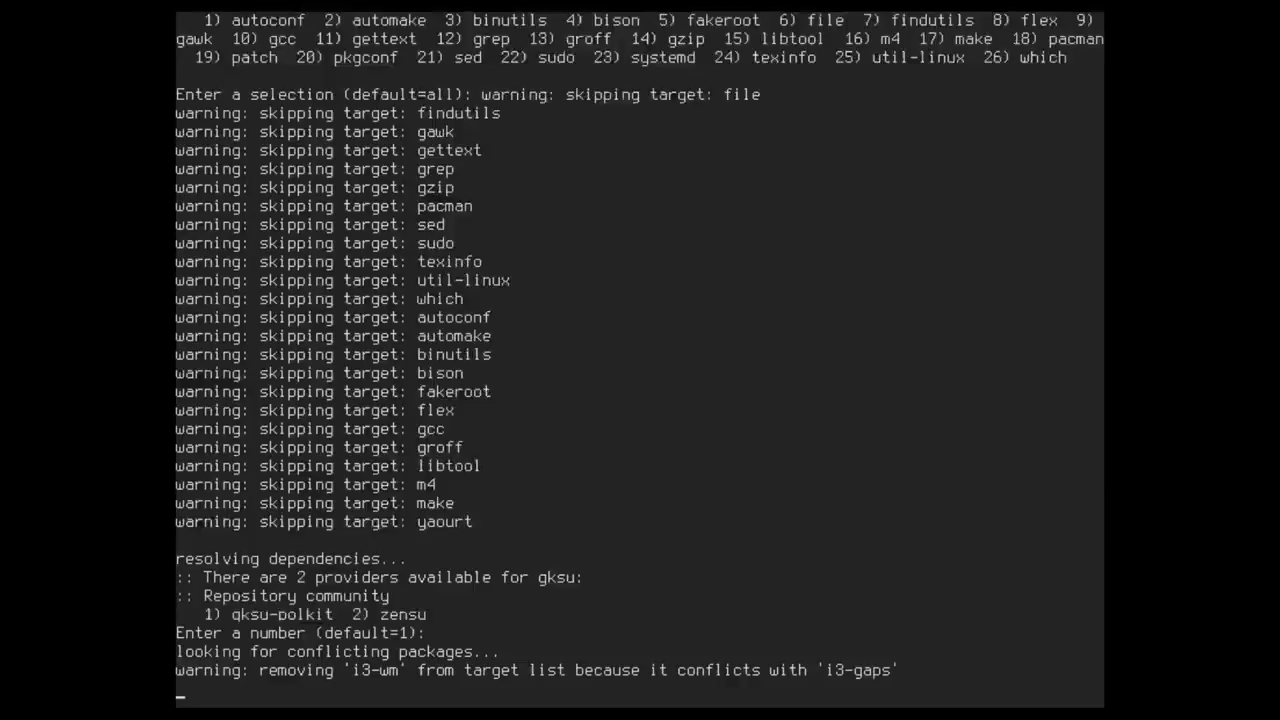 1) autoconf 2) automake 3) binutils 4) bison 5) fakeroot 6) file 7) findutils 8) flex 9)
gawk 10) gcc 11) gettext 12) grep 13) groff 14) gzip 15) libtool 16) m4 17) make 18) pacman
19) patch 20) pkgconf 21) sed 22) sudo 23) systemd 24) texinfo 25) util-linux 26) which
Enter a selection (default=all): warning: skipping target: file
warning: skipping target: findutils
warning: skipping target: gawk
warning: skipping target: gettext
warning: skipping target: grep
warning: skipping target: gzip
warning: skipping target: pacman
warning: skipping target: sed
warning: skipping target: sudo
warning: skipping target: texinfo
warning: skipping target: util-linux
warning: skipping target: which
warning: skipping target: autoconf
warning: skipping target: automake
warning: skipping target: binutils
warning: skipping target: bison
warning: skipping target: fakeroot
warning: skipping target: flex
warning: skipping target: gcc
warning: skipping target: groff
warning: skipping target: libtool
warning: skipping target: m4
warning: skipping target: make
warning: skipping target: yaourt
resolving dependencies...
:: There are 2 providers available for gksu:
:: Repository community
1) gksu-polkit 2) zensu
Enter a number (default=1):
looking for conflicting packages...
warning: removing 'i3-wm' from target list because it conflicts with 'i3-gaps'